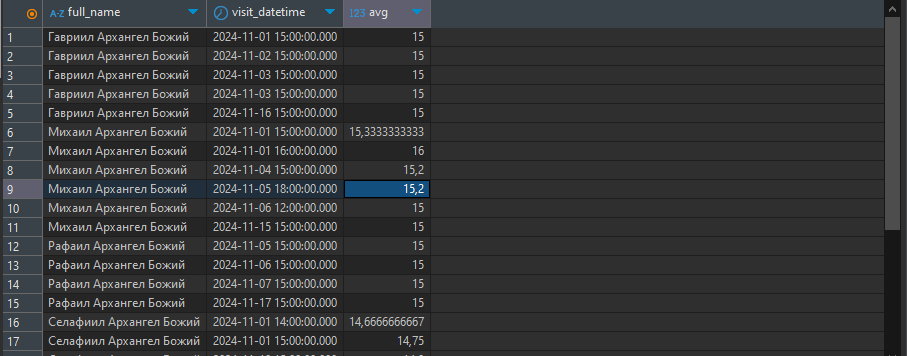 A-Z full_name visit_datetime 123 avg
1 Гавриил Архангел Божий 2024-11-01 15:00:00.000 15
2 Гавриил Архангел Божий 2024-11-02 15:00:00.000 15
3 Гавриил Архангел Божий 2024-11-03 15:00:00.000 15
4 Гавриил Архангел Божий 2024-11-03 15:00:00.000 15
5 Гавриил Архангел Божий 2024-11-16 15:00:00.000 15
6 Михаил Архангел Божий 2024-11-01 15:00:00.000 15,3333333333
7 Михаил Архангел Божий 2024-11-01 16:00:00.000 16
8 Михаил Архангел Божий 2024-11-04 15:00:00.000 15,2
9 Михаил Архангел Божий 2024-11-05 18:00:00.000 15,2
10 Михаил Архангел Божий 2024-11-06 12:00:00.000 15
11 Михаил Архангел Божий 2024-11-15 15:00:00.000 15
12 Рафаил Архангел Божий 2024-11-05 15:00:00.000 15
13 Рафаил Архангел Божий 2024-11-06 15:00:00.000 15
14 Рафаил Архангел Божий 2024-11-07 15:00:00.000 15
15 Рафаил Архангел Божий 2024-11-17 15:00:00.000 15
16 Селафиил Архангел Божий 2024-11-01 14:00:00.000 14,6666666667
17 Селафиил Архангел Божий 2024-11-01 15:00:00.000 14,75